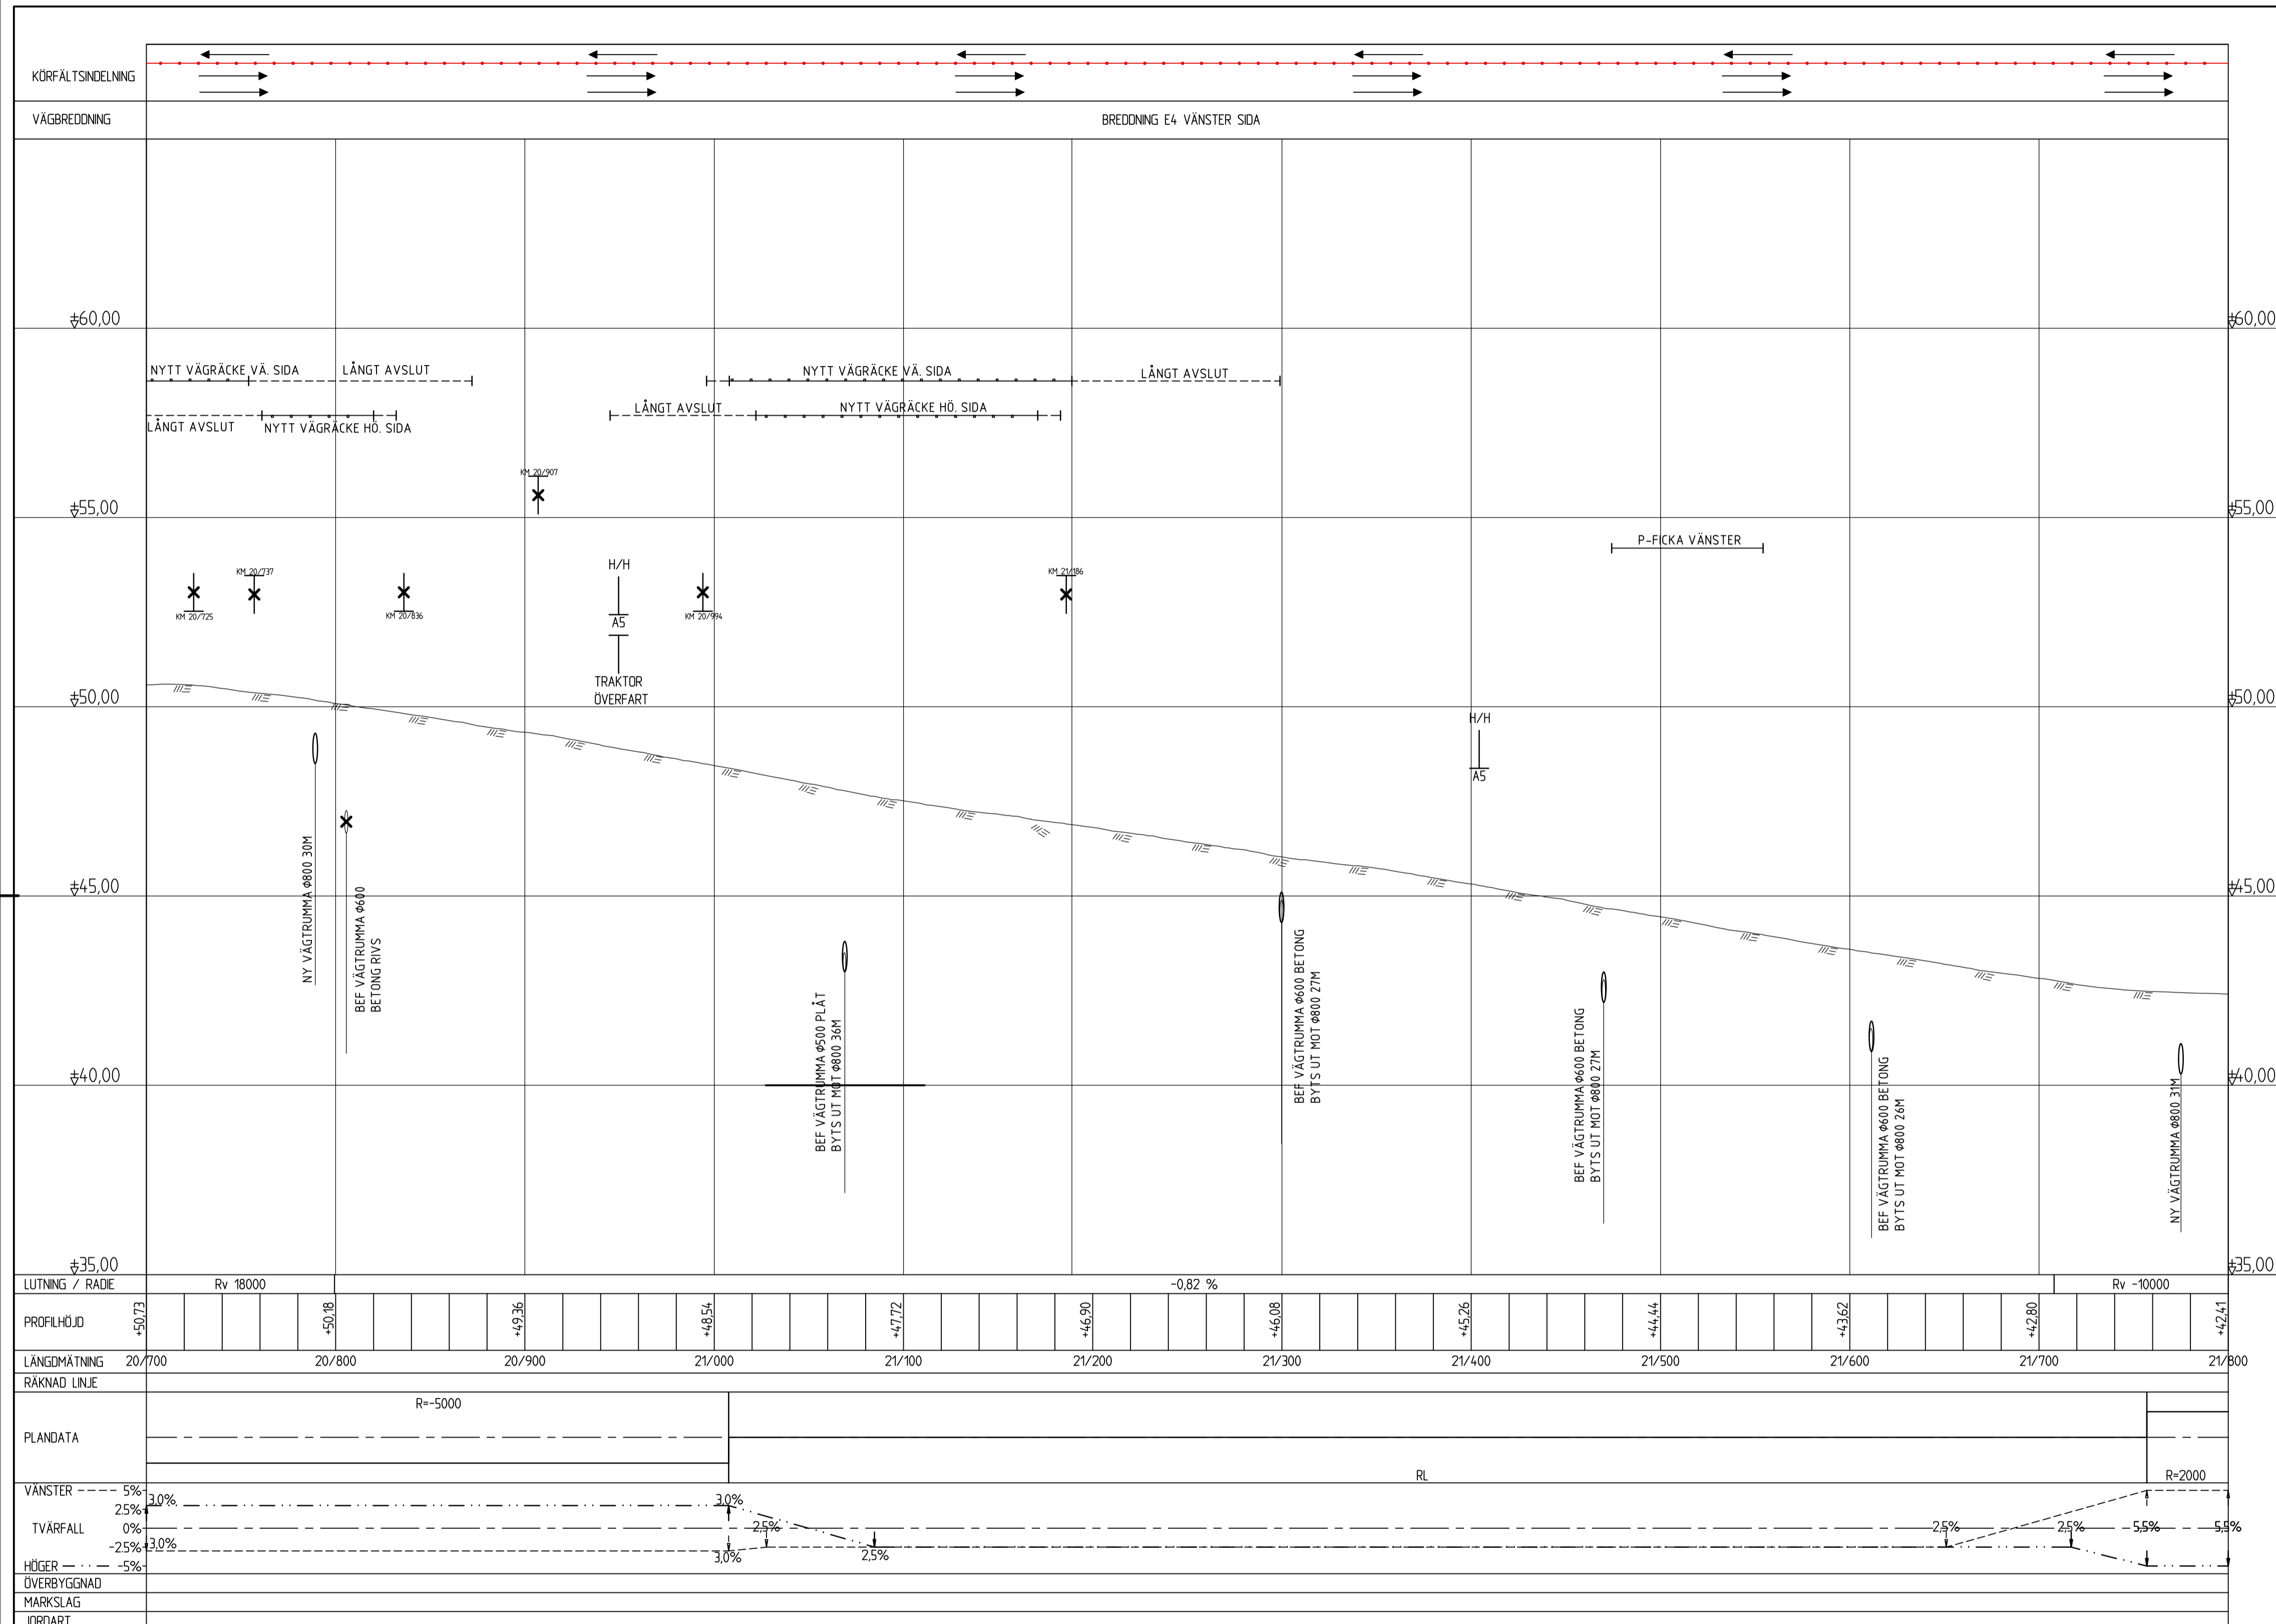 KÖRFÄLTSINDELNING
VÄGBREDDNING
BREDDNING E4 VÄNSTER SIDA
+60,00
+60,00
NYTT VÄGRÄCKE VÄ. SIDA
LÅNGT AVSLUT
NYTT VÄGRÄCKE VÄ. SIDA
LÅNGT AVSLUT
LÅNGT AVSLUT
NYTT VÄGRÄCKE HÖ. SIDA
LÅNGT AVSLUT
NYTT VÄGRÄCKE HÖ. SIDA
KM 20/907
+55,00
+55,00
P-FICKA VÄNSTER
H/H
KM 20/737
KM 21/186
KM 20/725
KM 20/836
KM 20/994
A5
TRAKTOR
ÖVERFART
+50,00
+50,00
H/H
A5
NY VÄGTRUMMA Φ800 30M
BEF VÄGTRUMMA Φ600
BETONG RIVS
+45,00
+45,00
BEF VÄGTRUMMA Φ500 PLÅT
BYTS UT MOT Φ800 36M
BEF VÄGTRUMMA Φ600 BETONG
BYTS UT MOT Φ800 27M
BEF VÄGTRUMMA Φ600 BETONG
BYTS UT MOT Φ800 27M
BEF VÄGTRUMMA Φ600 BETONG
BYTS UT MOT Φ800 26M
NY VÄGTRUMMA Φ800 31M
+40,00
+40,00
+35,00
+35,00
LUTNING / RADIE
Rv 18000
-0,82 %
Rv -10000
PROFILHÖJD
+50,73
+50,18
+49,36
+48,54
+47,72
+46,90
+46,08
+45,26
+44,44
+43,62
+42,80
+42,41
LÄNGDMÄTNING
20/700
20/800
20/900
21/000
21/100
21/200
21/300
21/400
21/500
21/600
21/700
21/800
RÄKNAD LINJE
PLANDATA
R=-5000
RL
R=2000
VÄNSTER
5%
2.5%
TVÄRFALL
0%
-2.5%
HÖGER
-5%
3,0%
3,0%
3,0%
3,0%
2,5%
2,5%
2,5%
2,5%
5,5%
5,5%
ÖVERBYGGNAD
MARKSLAG
JORDART